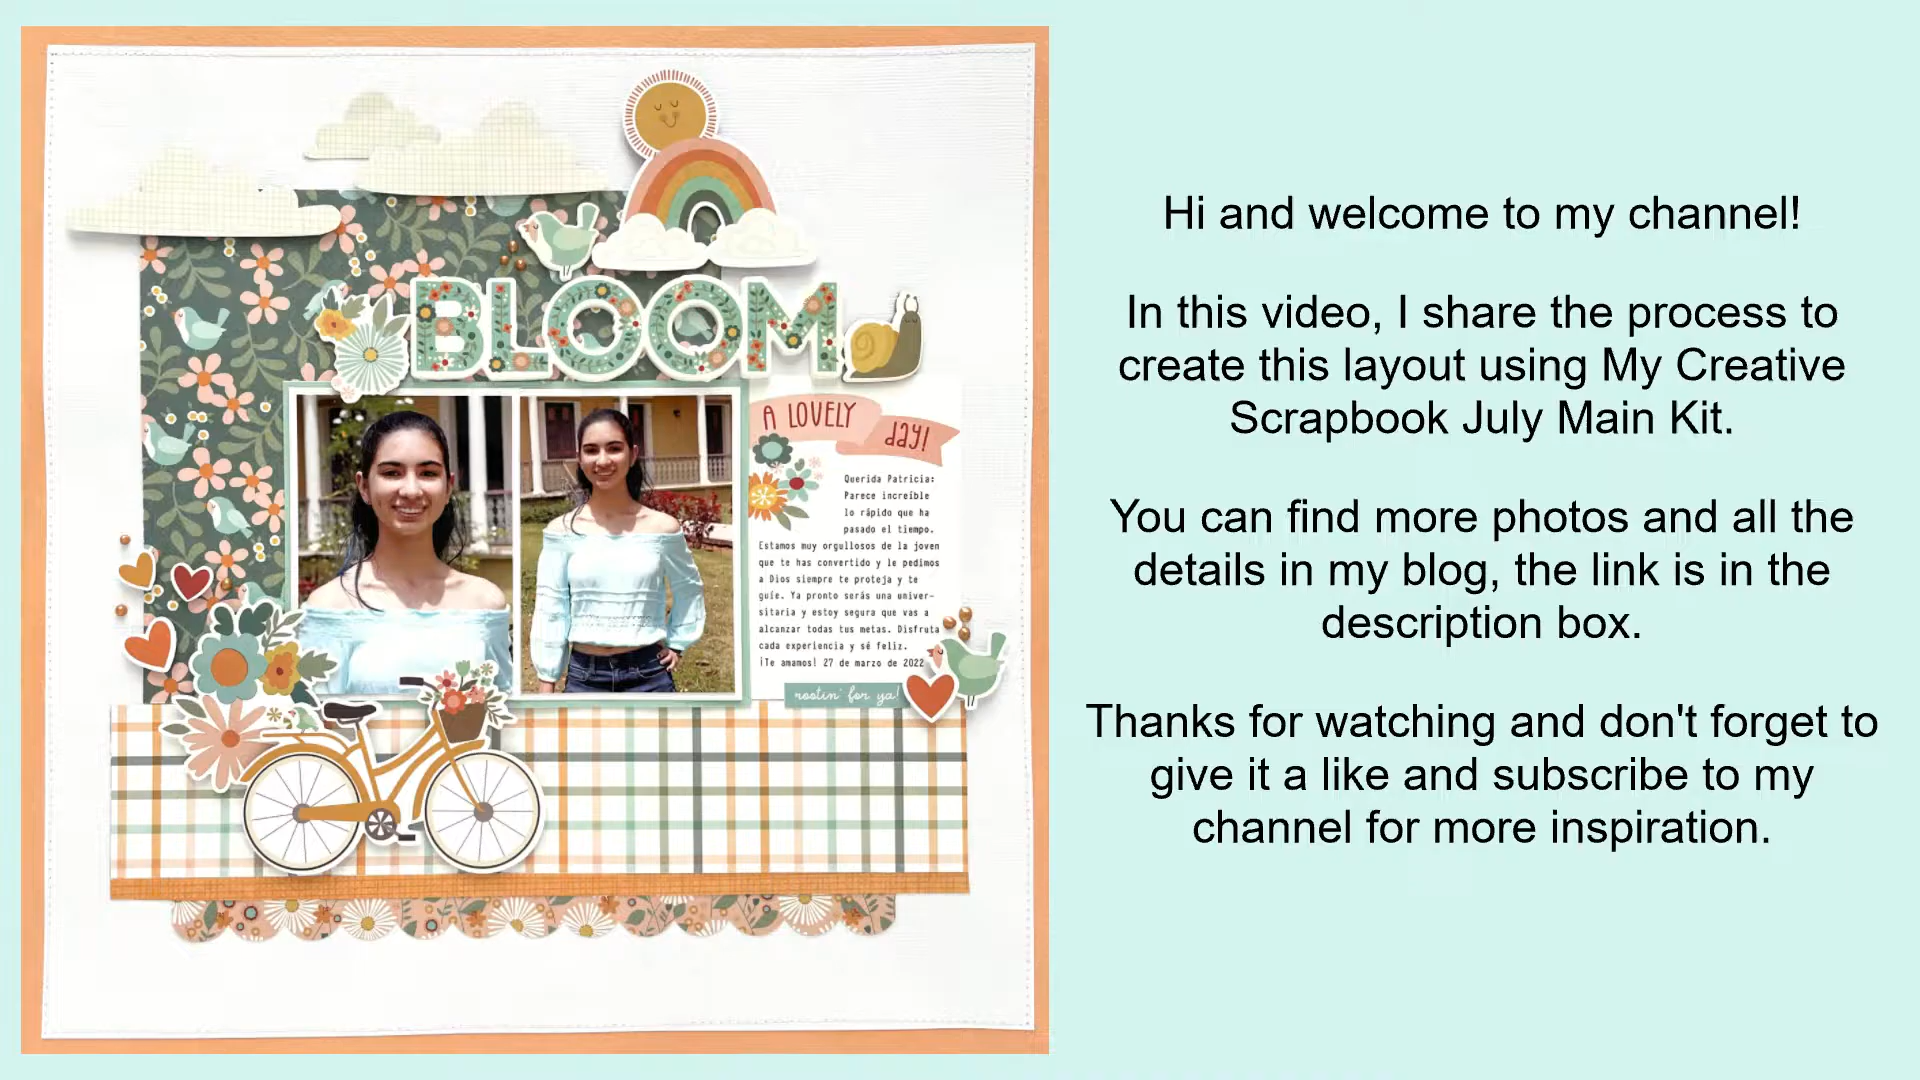 BLOOM
A LOVELY
day!
Querida Patricia:
Parece increíble
lo rápido que ha
pasado el tiempo.
Estamos muy orgullosos de la joven
que te has convertido y le pedimos
a Dios siempre te proteja y te
guíe. Ya pronto serás una univer-
sitaria y estoy segura que vas a
alcanzar todas tus metas. Disfruta
cada experiencia y sé feliz.
¡Te amamos! 27 de marzo de 2022
rootin' for ya!
Hi and welcome to my channel!
In this video, I share the process to
create this layout using My Creative
Scrapbook July Main Kit.
You can find more photos and all the
details in my blog, the link is in the
description box.
Thanks for watching and don't forget to
give it a like and subscribe to my
channel for more inspiration.